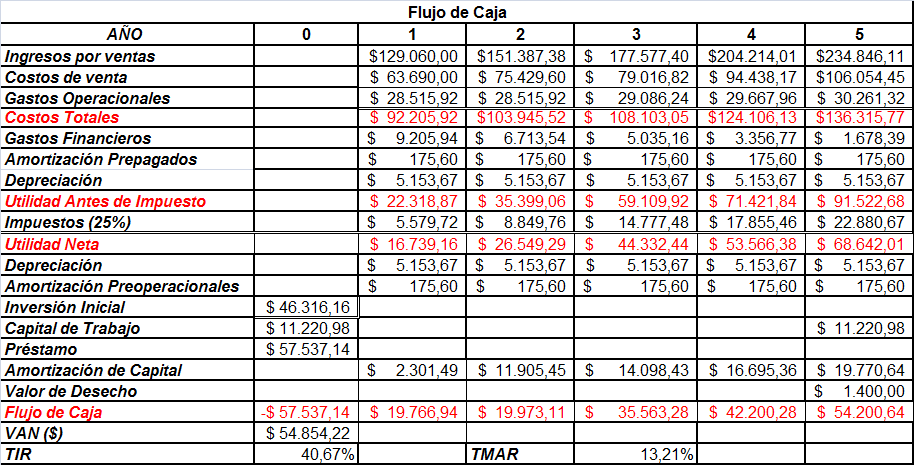 Flujo de Caja
AÑO 0 1 2 3 4 5
Ingresos por ventas $129.060,00 $151.387,38 $ 177.577,40 $204.214,01 $234.846,11
Costos de venta $ 63.690,00 $ 75.429,60 $ 79.016,82 $ 94.438,17 $106.054,45
Gastos Operacionales $ 28.515,92 $ 28.515,92 $ 29.086,24 $ 29.667,96 $ 30.261,32
Costos Totales $ 92.205,92 $103.945,52 $ 108.103,05 $124.106,13 $136.315,77
Gastos Financieros $ 9.205,94 $ 6.713,54 $ 5.035,16 $ 3.356,77 $ 1.678,39
Amortización Prepagados $ 175,60 $ 175,60 $ 175,60 $ 175,60 $ 175,60
Depreciación $ 5.153,67 $ 5.153,67 $ 5.153,67 $ 5.153,67 $ 5.153,67
Utilidad Antes de Impuesto $ 22.318,87 $ 35.399,06 $ 59.109,92 $ 71.421,84 $ 91.522,68
Impuestos (25%) $ 5.579,72 $ 8.849,76 $ 14.777,48 $ 17.855,46 $ 22.880,67
Utilidad Neta $ 16.739,16 $ 26.549,29 $ 44.332,44 $ 53.566,38 $ 68.642,01
Depreciación $ 5.153,67 $ 5.153,67 $ 5.153,67 $ 5.153,67 $ 5.153,67
Amortización Preoperacionales $ 175,60 $ 175,60 $ 175,60 $ 175,60 $ 175,60
Inversión Inicial $ 46.316,16
Capital de Trabajo $ 11.220,98 $ 11.220,98
Préstamo $ 57.537,14
Amortización de Capital $ 2.301,49 $ 11.905,45 $ 14.098,43 $ 16.695,36 $ 19.770,64
Valor de Desecho $ 1.400,00
Flujo de Caja -$ 57.537,14 $ 19.766,94 $ 19.973,11 $ 35.563,28 $ 42.200,28 $ 54.200,64
VAN ($) $ 54.854,22
TIR 40,67% TMAR 13,21%